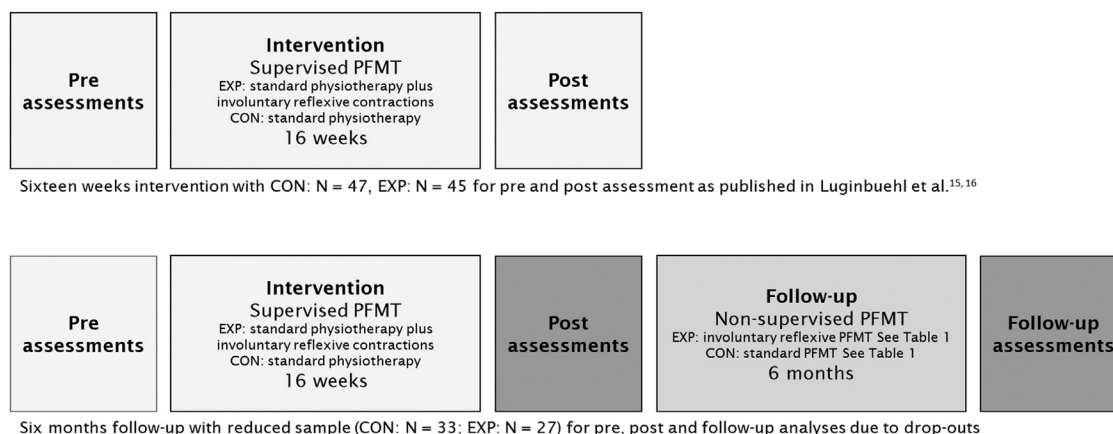 Pre
assessments
Intervention
Supervised PFMT
EXP: standard physiotherapy plus
involuntary reflexive contractions
CON: standard physiotherapy
16 weeks
Post
assessments
Sixteen weeks intervention with CON: N = 47, EXP: N = 45 for pre and post assessment as published in Luginbuehl et al.15, 16
Pre
assessments
Intervention
Supervised PFMT
EXP: standard physiotherapy plus
involuntary reflexive contractions
CON: standard physiotherapy
16 weeks
Post
assessments
Follow-up
Non-supervised PFMT
EXP: involuntary reflexive PFMT See Table 1
CON: standard PFMT See Table 1
6 months
Follow-up
assessments
Six months follow-up with reduced sample (CON: N = 33; EXP: N = 27) for pre, post and follow-up analyses due to drop-outs